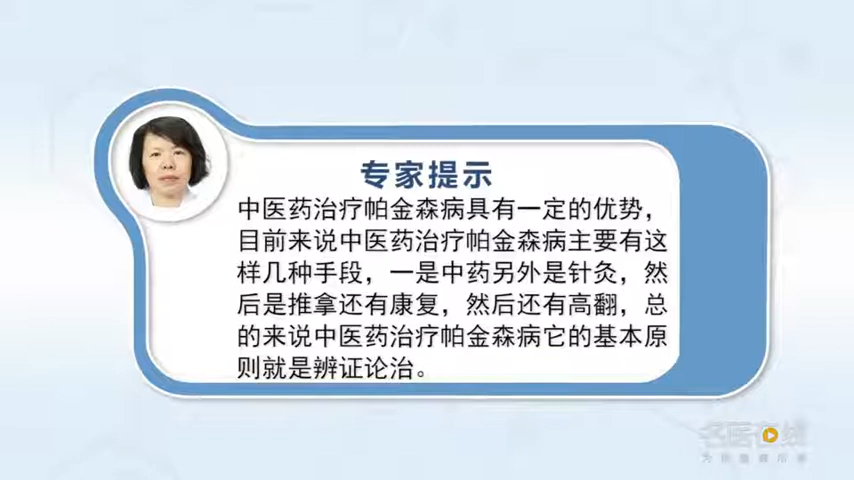 专家提示
中医药治疗帕金森病具有一定的优势，
目前来说中医药治疗帕金森病主要有这
样几种手段，一是中药另外是针灸，然
后是推拿还有康复，然后还有高翻，总
的来说中医药治疗帕金森病它的基本原
则就是辨证论治。
名医在线